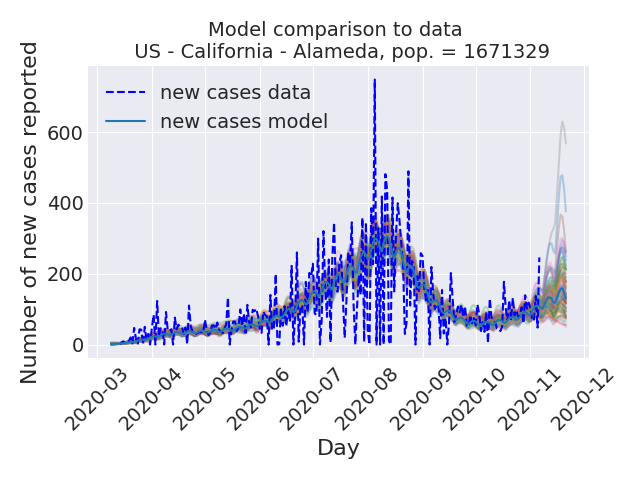 Model comparison to data
US - California - Alameda, pop. = 1671329
Number of new cases reported
new cases data
new cases model
600
400
200
0
2020-03
2020-04
2020-05
2020-06
2020-07
2020-08
2020-09
2020-10
2020-11
2020-12
Day